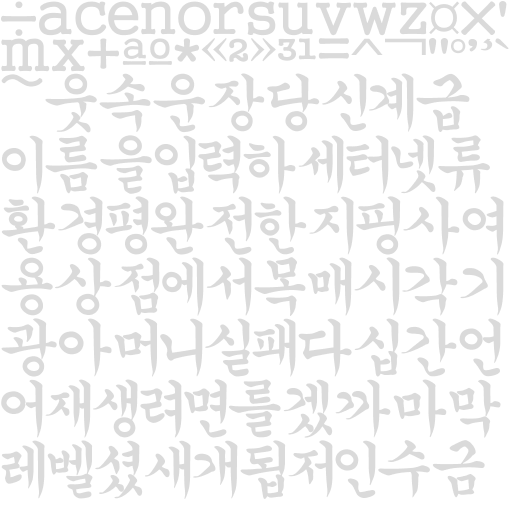 ÷acenorsuvwz¤×'
mx+ªº*«2»31=^¬"°,´`
~웃속운장당신계급
이름을입력하세터넷류
환경평완전한지핑사여
용상점에서목매시각기
광아머니실패다십간언
어재생려면를겠까마막
레벨셨새개됩저인수금